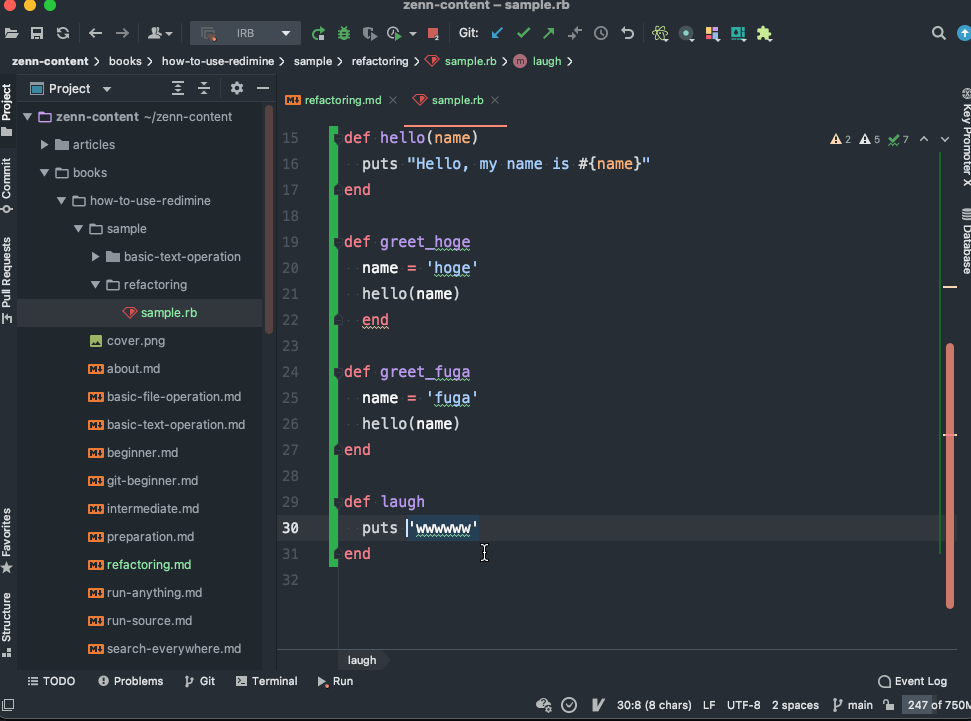 zenn-content – sample.rb
IRB
Git:
zenn-content
books
how-to-use-redimine
sample
refactoring
sample.rb
m
laugh
Project
refactoring.md
sample.rb
zenn-content ~/zenn-content
articles
books
how-to-use-redimine
sample
basic-text-operation
refactoring
sample.rb
cover.png
about.md
basic-file-operation.md
basic-text-operation.md
beginner.md
git-beginner.md
intermediate.md
preparation.md
refactoring.md
run-anything.md
run-source.md
search-everywhere.md
Project
Commit
Pull Requests
Favorites
Structure
2 5 7
15 def hello(name)
16 puts "Hello, my name is #{name}"
17 end
18
19 def greet_hoge
20 name = 'hoge'
21 hello(name)
22 end
23
24 def greet_fuga
25 name = 'fuga'
26 hello(name)
27 end
28
29 def laugh
30 puts 'wwwwww'
31 end
32
laugh
Key Promoter X
Database
TODO
Problems
Git
Terminal
Run
Event Log
30:8 (8 chars)
LF
UTF-8
2 spaces
main
247 of 750M